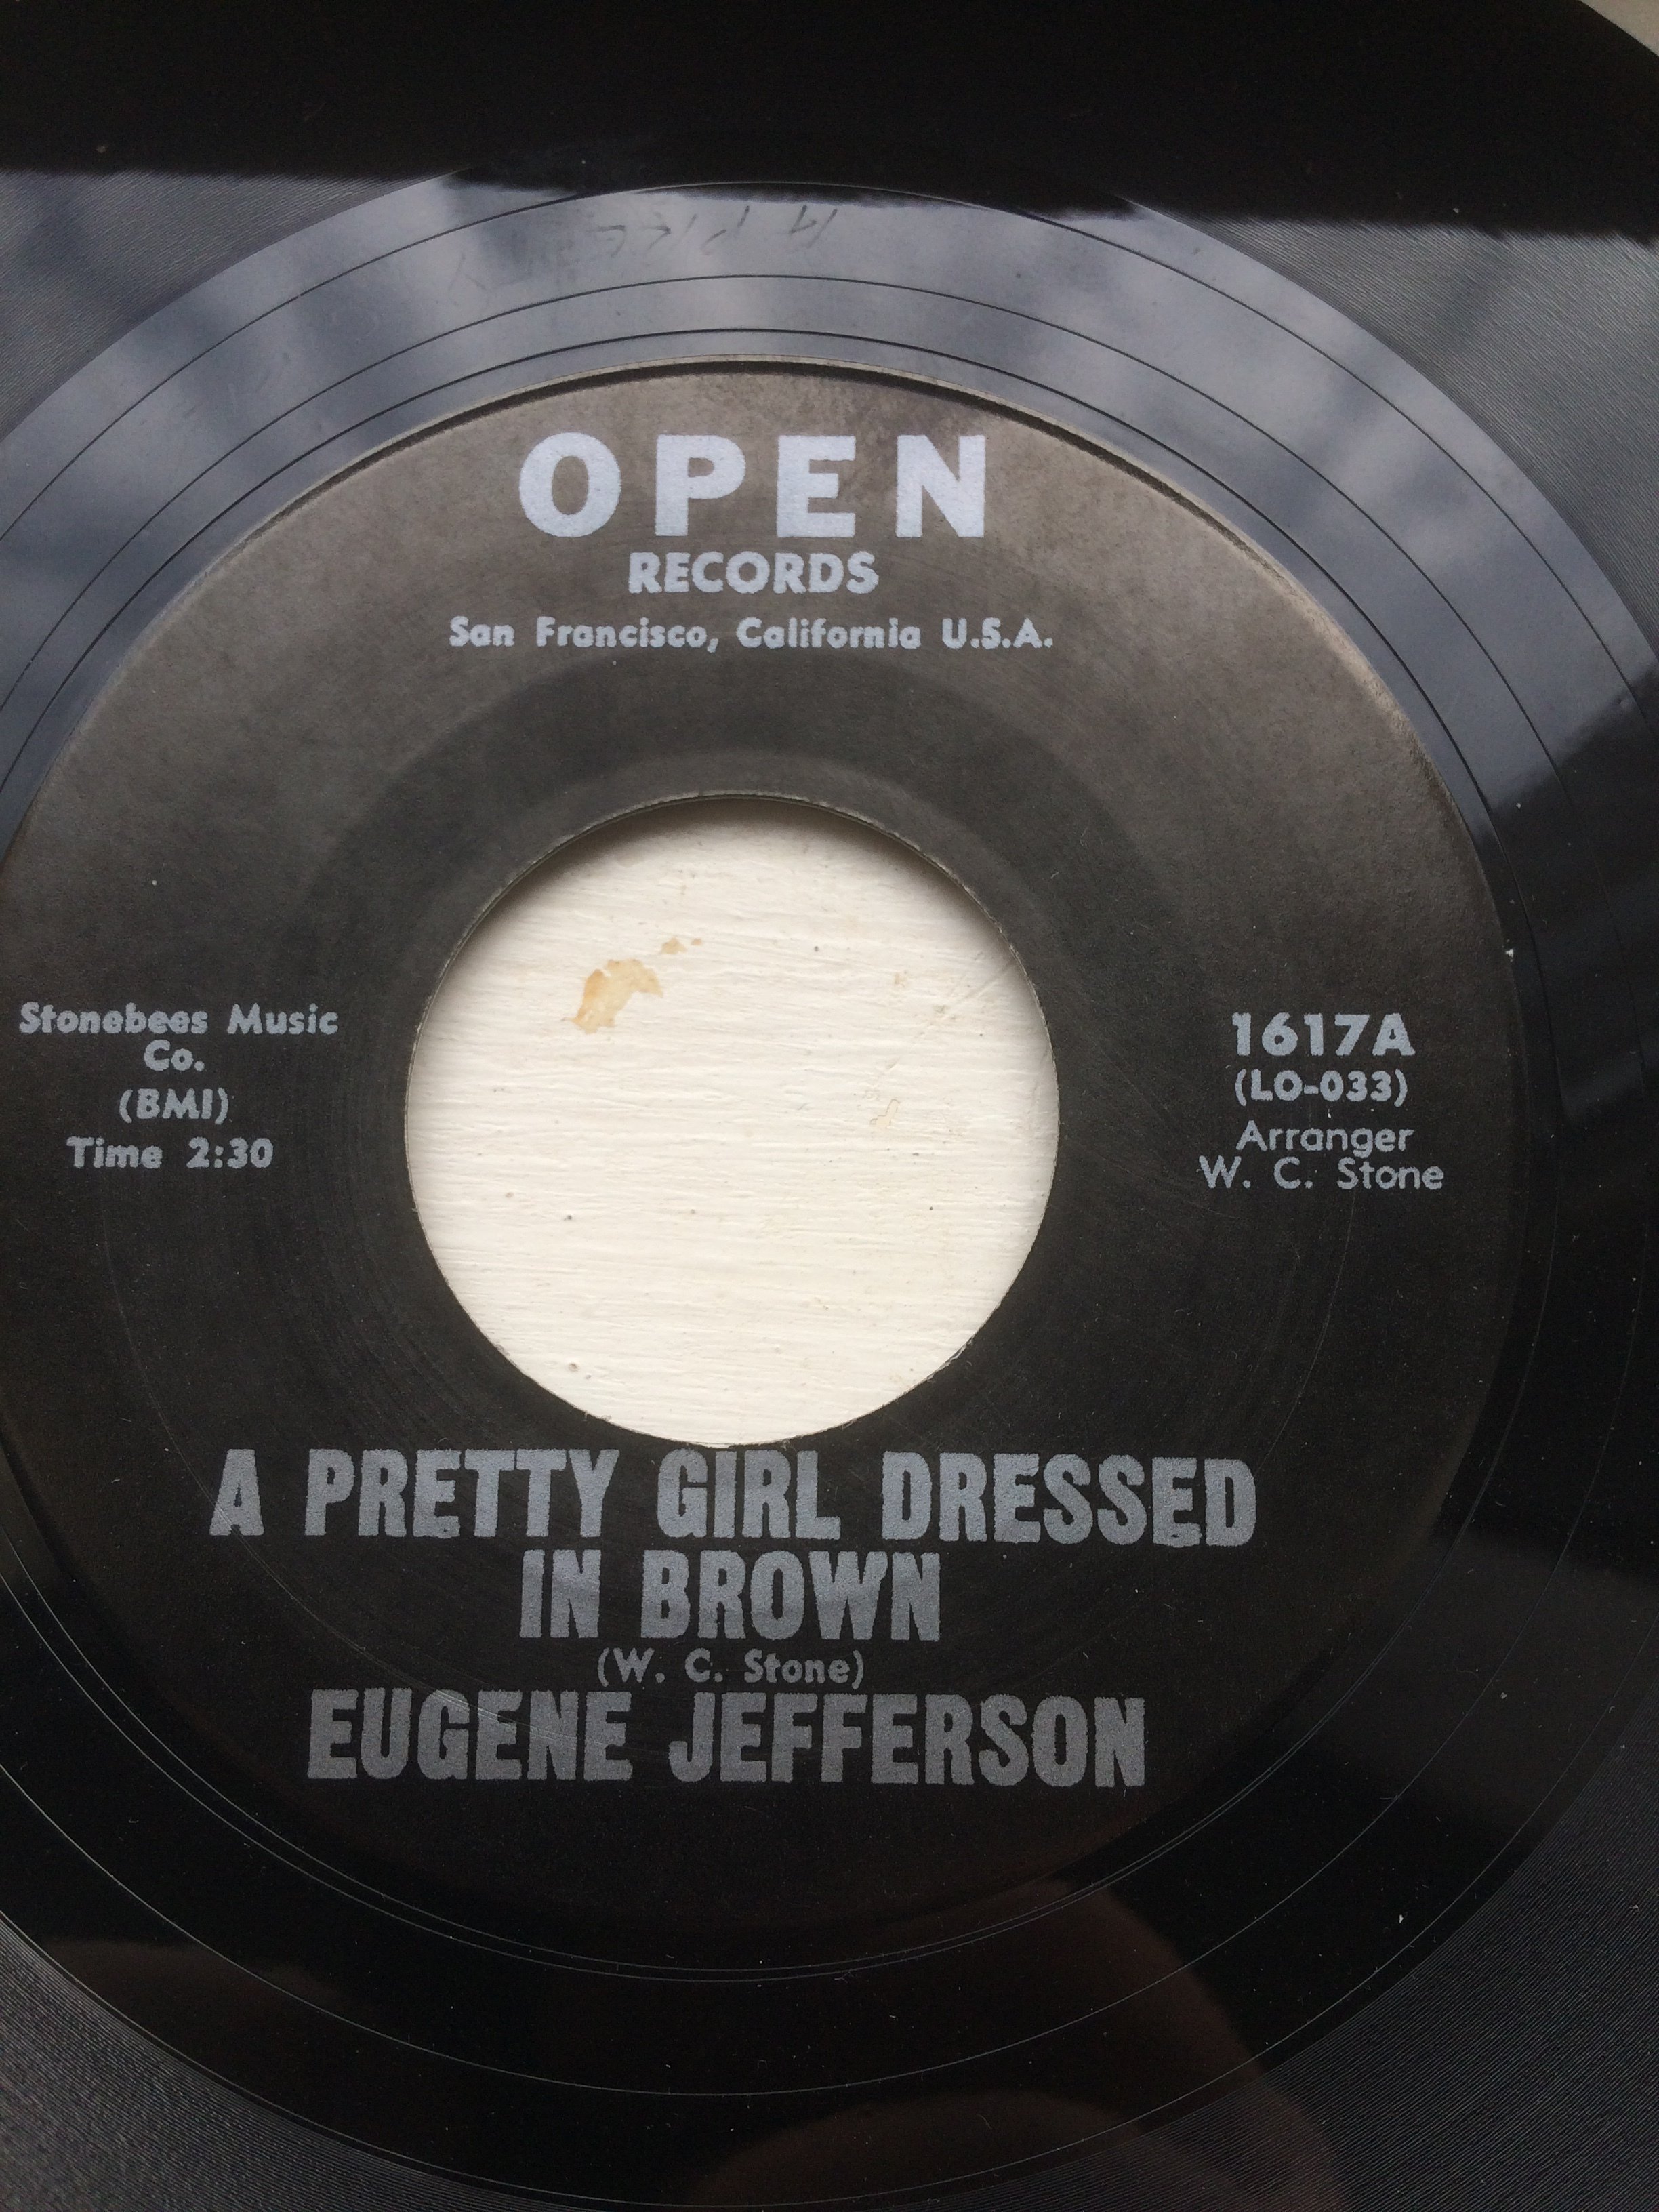 OPEN
RECORDS
San Francisco, California U.S.A.
Stonebees Music
Co.
(BMI)
Time 2:30
1617A
(LO-033)
Arranger
W. C. Stone
A PRETTY GIRL DRESSED
IN BROWN
(W. C. Stone)
EUGENE JEFFERSON